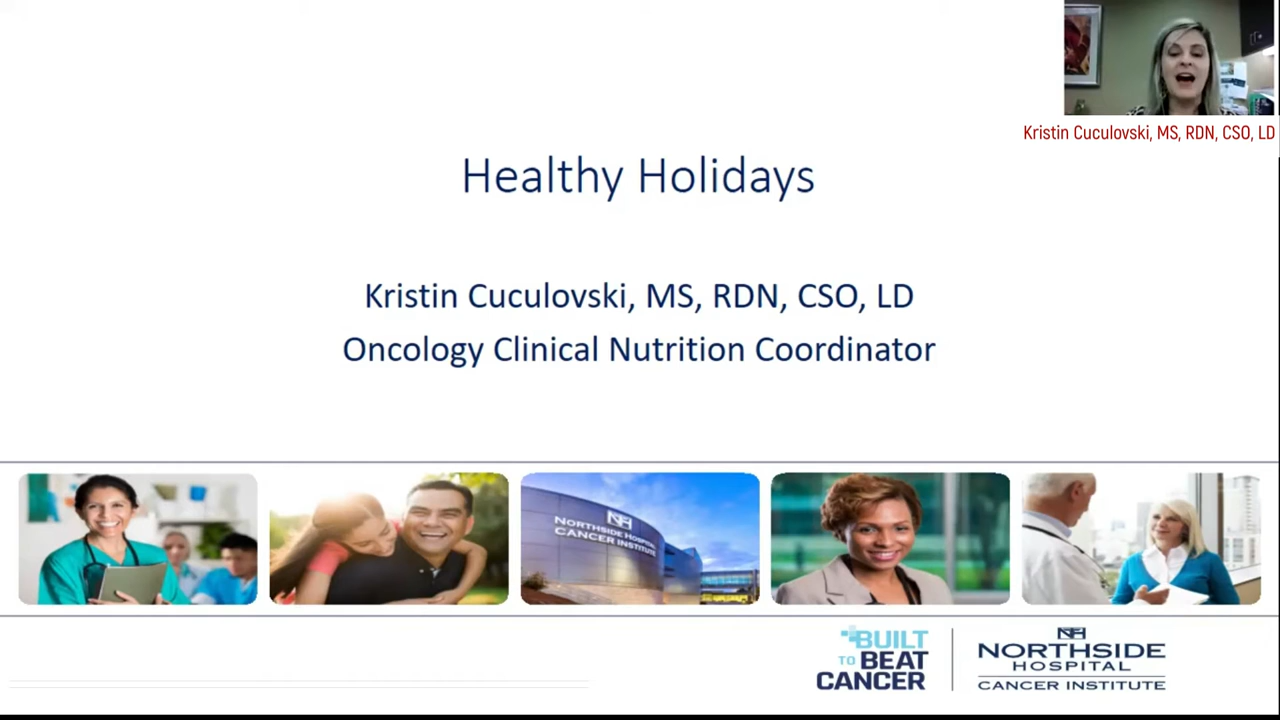 Kristin Cuculovski, MS, RDN, CSO, LD
Healthy Holidays
Kristin Cuculovski, MS, RDN, CSO, LD
Oncology Clinical Nutrition Coordinator
NORTHSIDE HOSPITAL
CANCER INSTITUTE
BUILT
TO BEAT
CANCER
NORTHSIDE
HOSPITAL
CANCER INSTITUTE